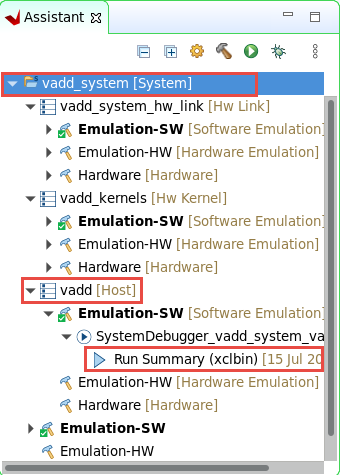 Assistant
vadd_system [System]
vadd_system_hw_link [Hw Link]
Emulation-SW [Software Emulation]
Emulation-HW [Hardware Emulation]
Hardware [Hardware]
vadd_kernels [Hw Kernel]
Emulation-SW [Software Emulation]
Emulation-HW [Hardware Emulation]
Hardware [Hardware]
vadd [Host]
Emulation-SW [Software Emulation]
SystemDebugger_vadd_system_va
Run Summary (xclbin) [15 Jul 20
Emulation-HW [Hardware Emulation]
Hardware [Hardware]
Emulation-SW
Emulation-HW